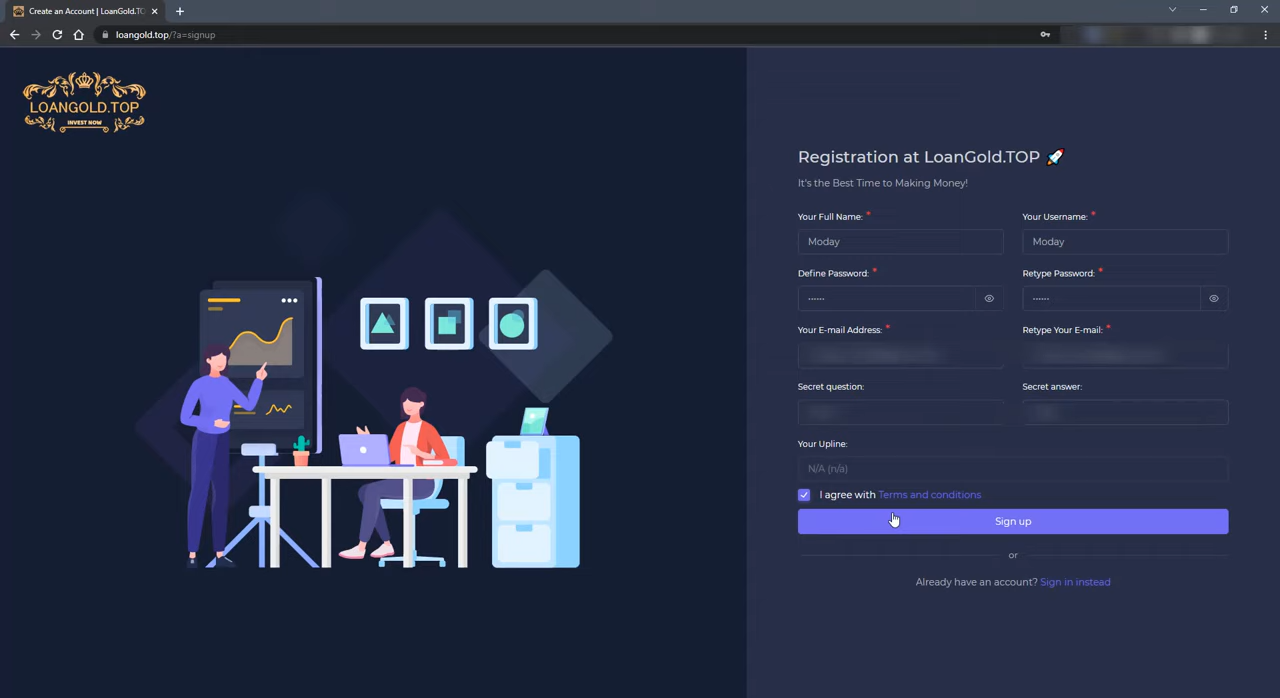 Create an Account | LoanGold.TO
loangold.top/?a=signup
LOANGOLD.TOP
INVEST NOW
Registration at LoanGold.TOP 🚀
It's the Best Time to Making Money!
Your Full Name: * Your Username: *
Moday Moday
Define Password: * Retype Password: *
Your E-mail Address: * Retype Your E-mail: *
Secret question: Secret answer:
Your Upline:
N/A (n/a)
I agree with Terms and conditions
Sign up
or
Already have an account? Sign in instead